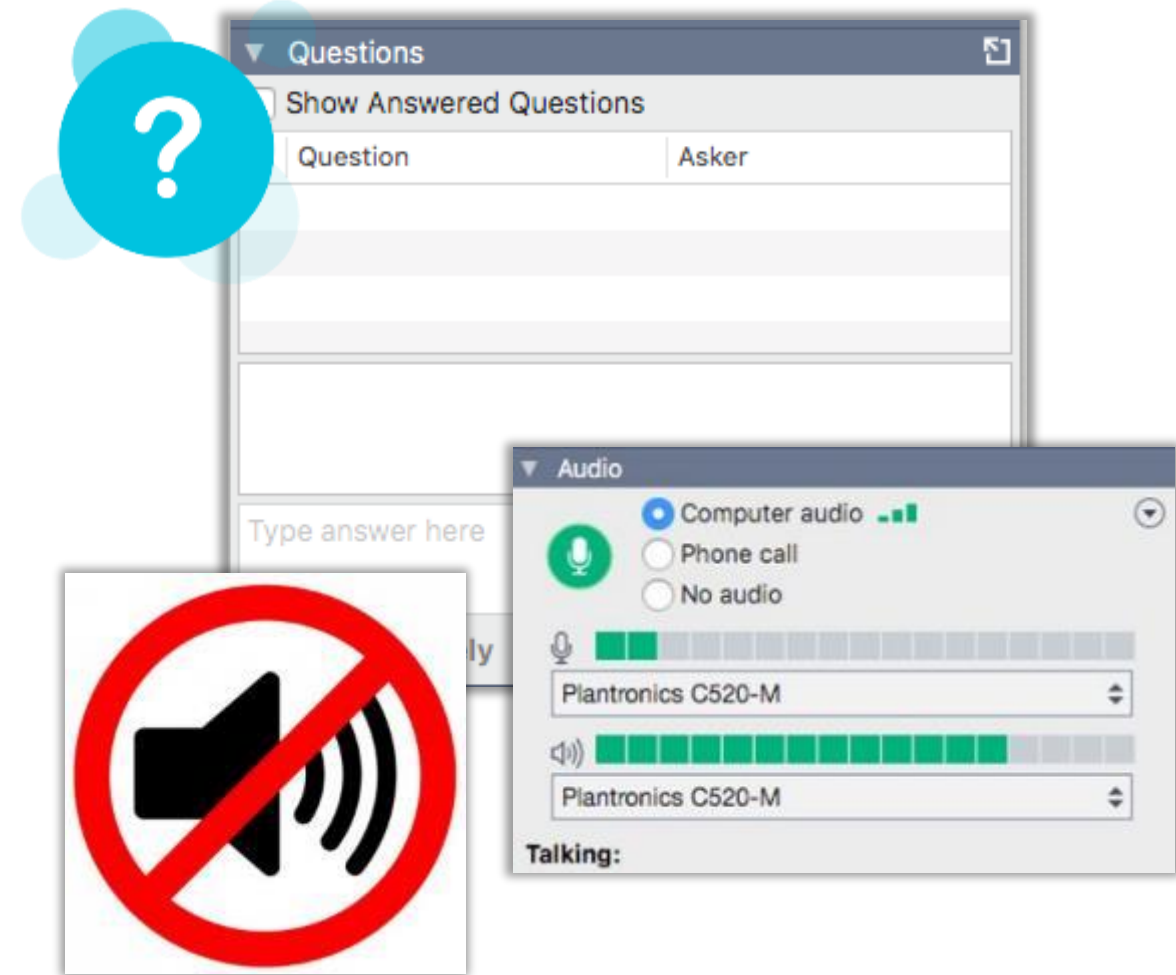 Questions
Show Answered Questions
Question Asker
Type answer here
ly
Audio
Computer audio
Phone call
No audio
Plantronics C520-M
Plantronics C520-M
Talking:
?